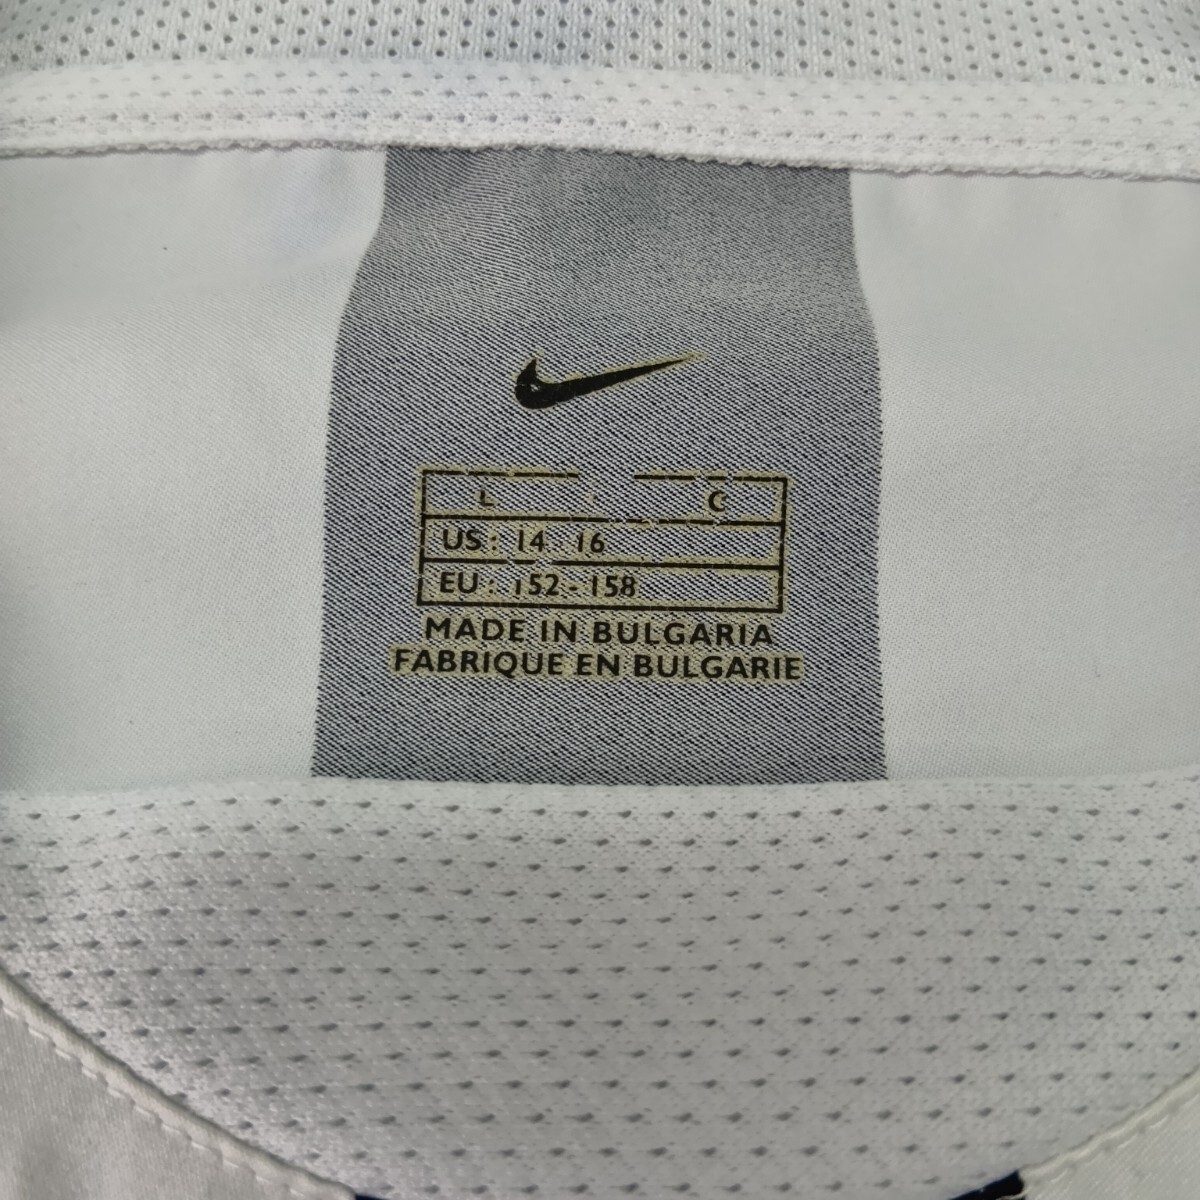 L G
US: 14 - 16
EU: 152-158
MADE IN BULGARIA
FABRIQUE EN BULGARIE